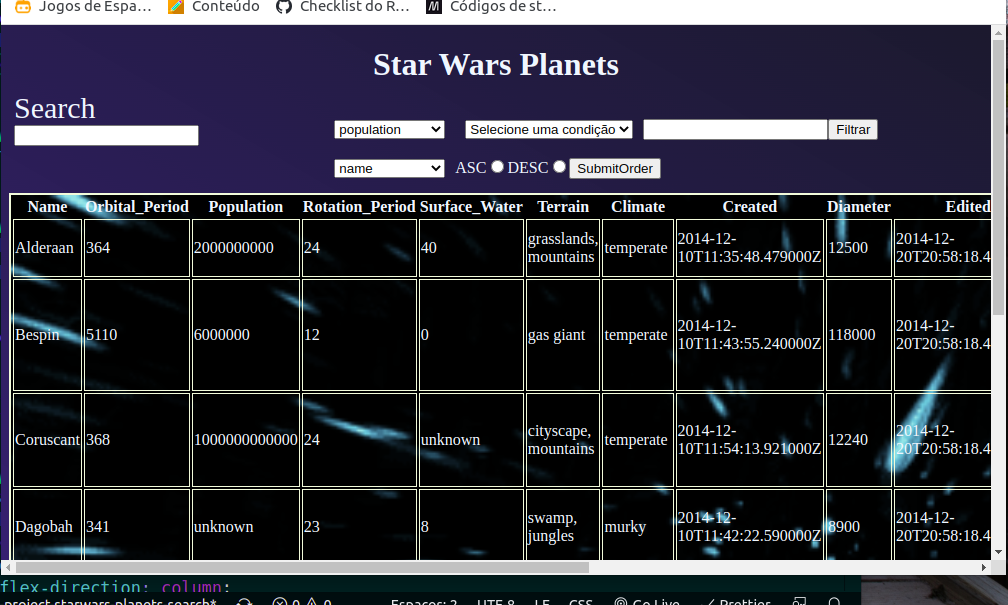 Jogos de Espa… Conteúdo Checklist do R… Códigos de st…
Star Wars Planets
Search
population Selecione uma condição Filtrar
name ASC DESC SubmitOrder
Name Orbital_Period Population Rotation_Period Surface_Water Terrain Climate Created Diameter Edited
Alderaan 364 2000000000 24 40 grasslands, mountains temperate 2014-12-10T11:35:48.479000Z 12500 2014-12-20T20:58:18.4
Bespin 5110 6000000 12 0 gas giant temperate 2014-12-10T11:43:55.240000Z 118000 2014-12-20T20:58:18.4
Coruscant 368 1000000000000 24 unknown cityscape, mountains temperate 2014-12-10T11:54:13.921000Z 12240 2014-12-20T20:58:18.4
Dagobah 341 unknown 23 8 swamp, jungles murky 2014-12-10T11:42:22.590000Z 8900 2014-12-20T20:58:18.4
flex-direction: column;
project-starwars-planets-search* 0 0 Espaços: 2 UTF-8 LF CSS Go Live Prettier